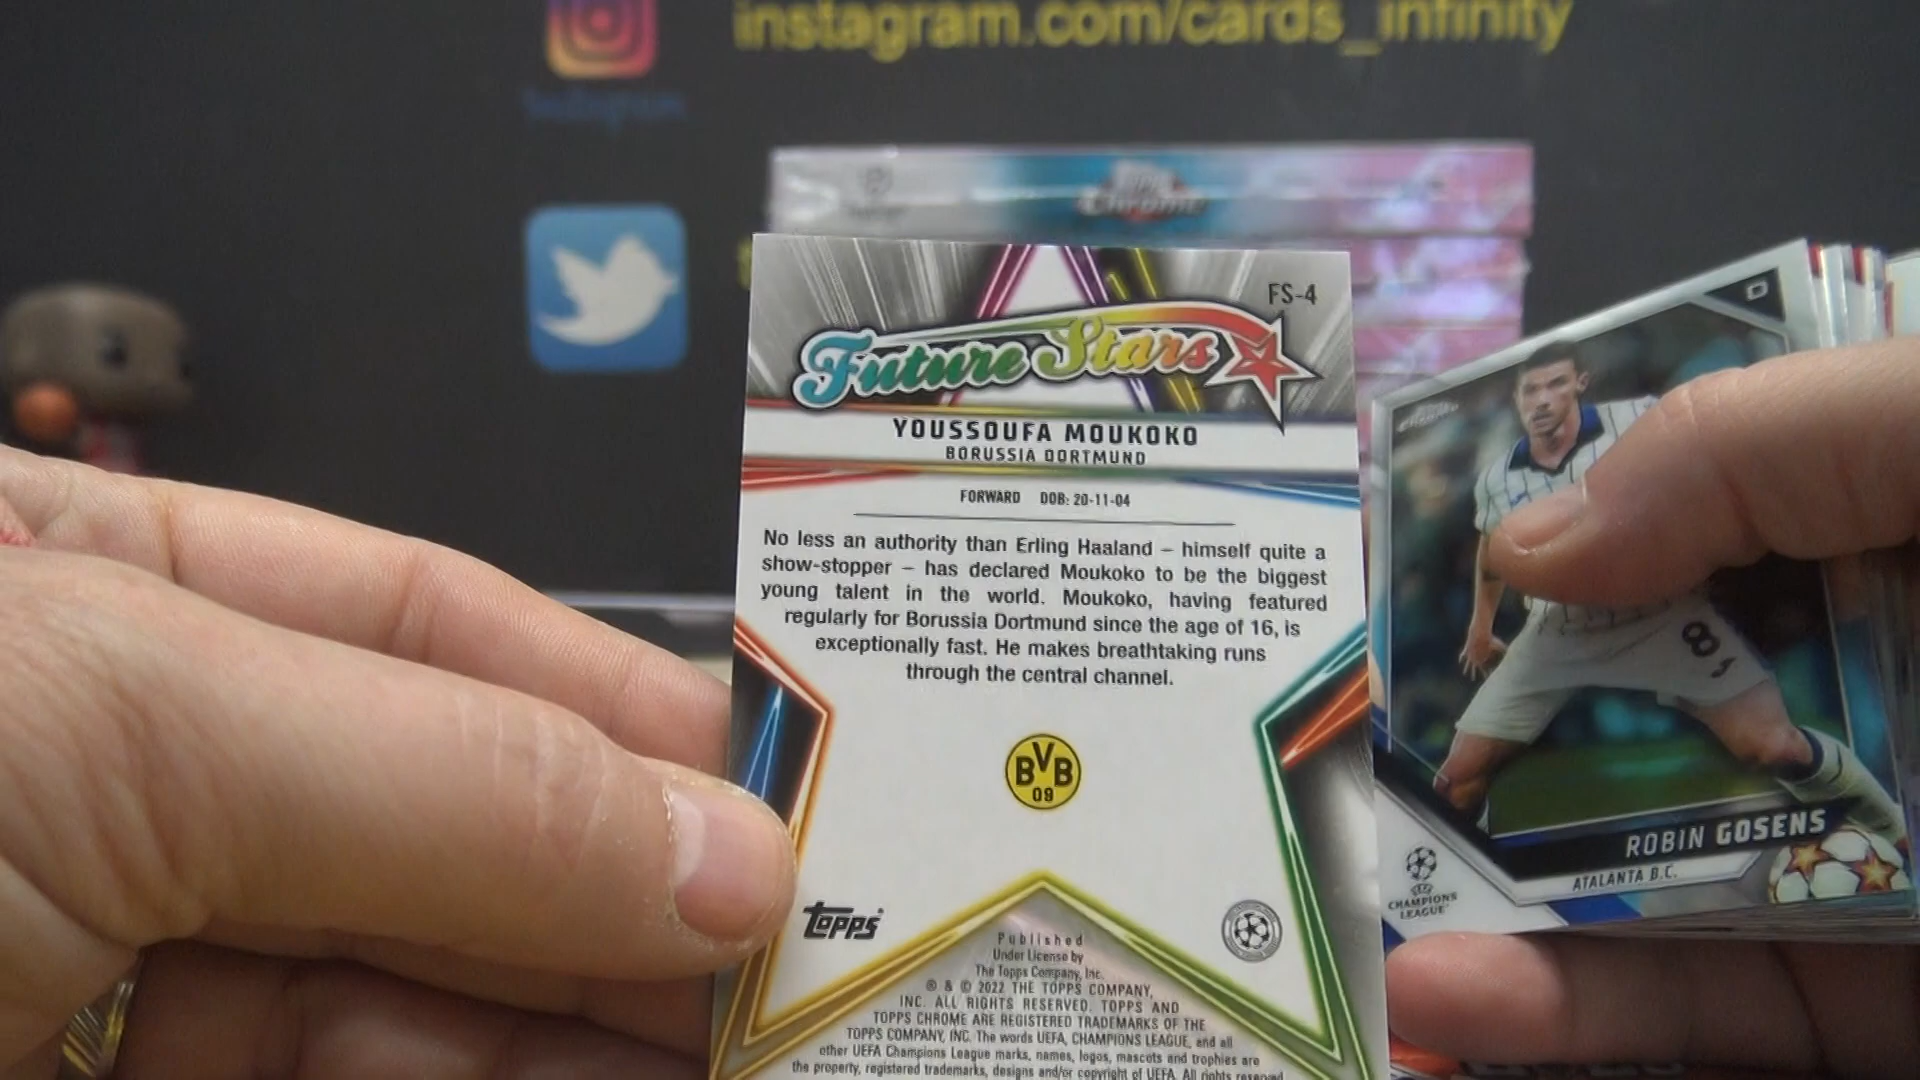 instagram.com/cards_infinity
Instagram
Topps
Chrome
FS-4
Future Stars
YOUSSOUFA MOUKOKO
BORUSSIA DORTMUND
FORWARD DOB: 20-11-04
No less an authority than Erling Haaland – himself quite a
show-stopper – has declared Moukoko to be the biggest
young talent in the world. Moukoko, having featured
regularly for Borussia Dortmund since the age of 16, is
exceptionally fast. He makes breathtaking runs
through the central channel.
BVB
09
Topps
Published
Under License by
The Topps Company, Inc.
® & © 2022 THE TOPPS COMPANY,
INC. ALL RIGHTS RESERVED. TOPPS AND
TOPPS CHROME ARE REGISTERED TRADEMARKS OF THE
TOPPS COMPANY, INC. The words UEFA, CHAMPIONS LEAGUE, and all
other UEFA Champions League marks, names, logos, mascots and trophies are
the property, registered trademarks, designs and/or copyright of UEFA. All rights reserved
D
8
ROBIN GOSENS
ATALANTA B.C.
UEFA
CHAMPIONS
LEAGUE